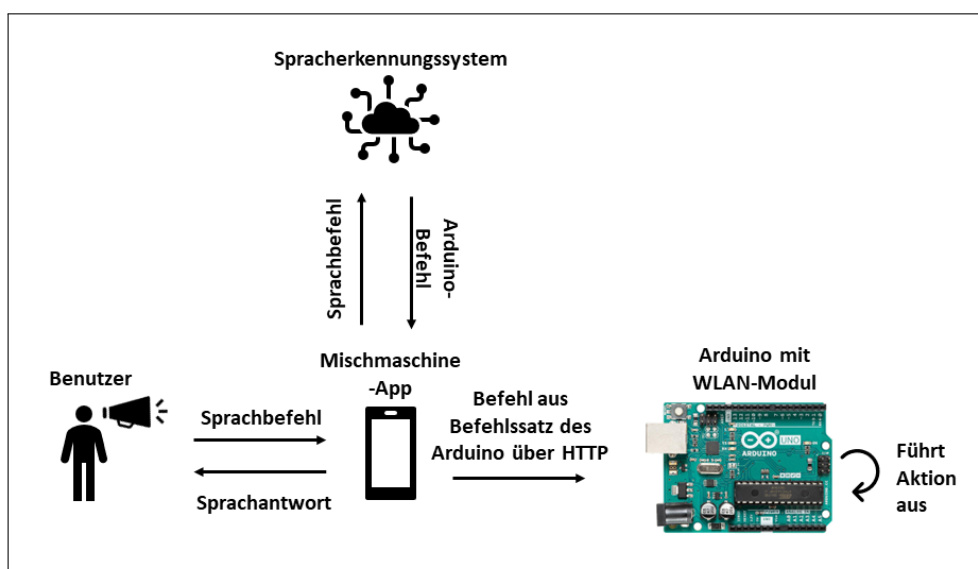 Spracherkennungssystem
Sprachbefehl
Arduino-
Befehl
Mischmaschine
-App
Benutzer
Sprachbefehl
Sprachantwort
Befehl aus
Befehlssatz des
Arduino über HTTP
Arduino mit
WLAN-Modul
UNO
ARDUINO
Führt
Aktion
aus